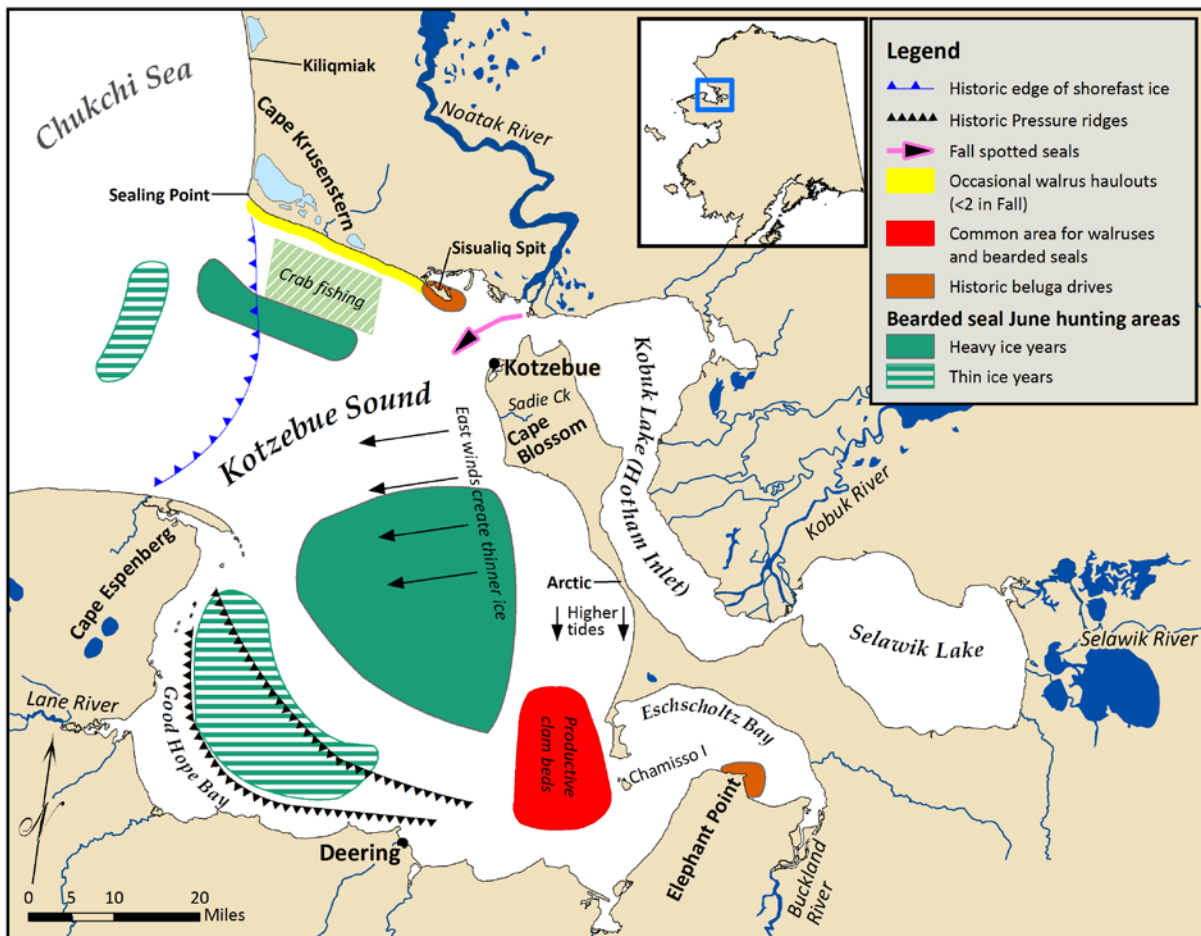 Chukchi Sea
Kiliqmiak
Cape Krusenstern
Sealing Point
Noatak River
Sisualiq Spit
Crab fishing
Kotzebue
Sadie Ck
Cape
Blossom
Kobuk Lake (Hotham Inlet)
Kotzebue Sound
East winds create thinner ice
Kobuk River
Cape Espenberg
Arctic
Higher
tides
Selawik Lake
Selawik River
Lane River
Good Hope Bay
Productive
clam beds
Eschscholtz Bay
Chamisso I
Elephant Point
Buckland
River
Deering
N
0 5 10 20
Miles
Legend
Historic edge of shorefast ice
Historic Pressure ridges
Fall spotted seals
Occasional walrus haulouts
(<2 in Fall)
Common area for walruses
and bearded seals
Historic beluga drives
Bearded seal June hunting areas
Heavy ice years
Thin ice years